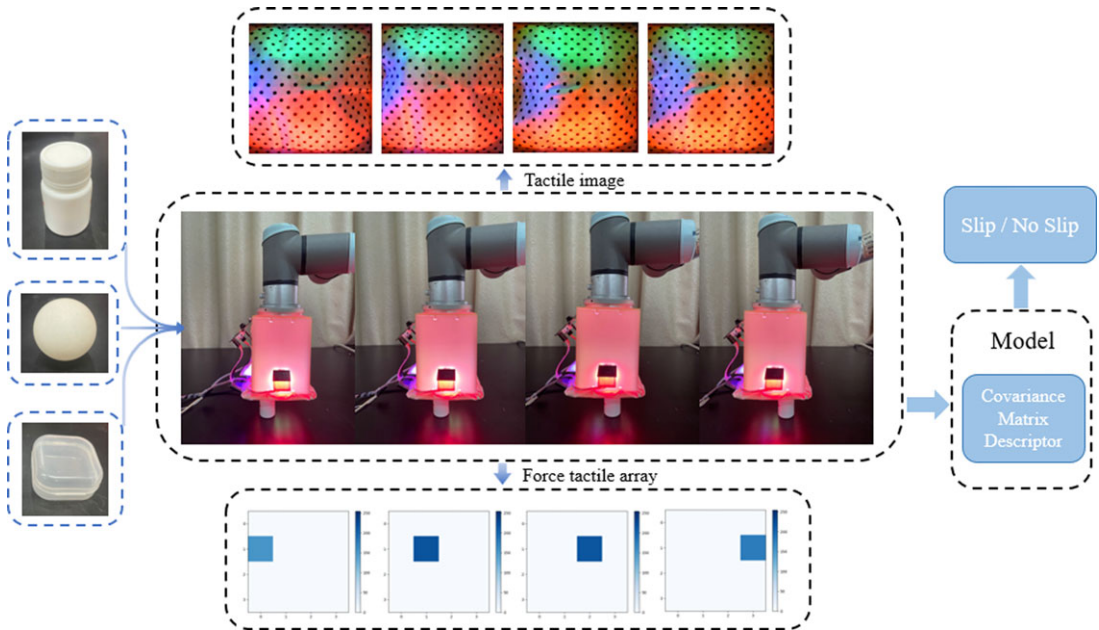 Tactile image
Slip / No Slip
Model
Covariance
Matrix
Descriptor
Force tactile array